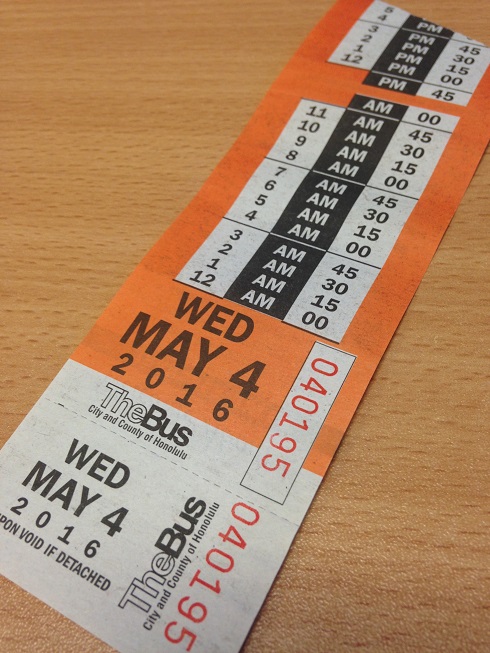 PM
3 PM 45
2 PM 30
1 PM 15
12 PM 00
PM 45
AM 00
11 AM 45
10 AM 30
9 AM 15
8 AM 00
7 AM 45
6 AM 30
5 AM 15
4 AM 00
3 AM 45
2 AM 30
1 AM 15
12 AM 00
WED
MAY 4
2016
040195
TheBus
City and County of Honolulu
WED
MAY 4
2016
VOID IF DETACHED
TheBus
City and County of Honolulu
040195